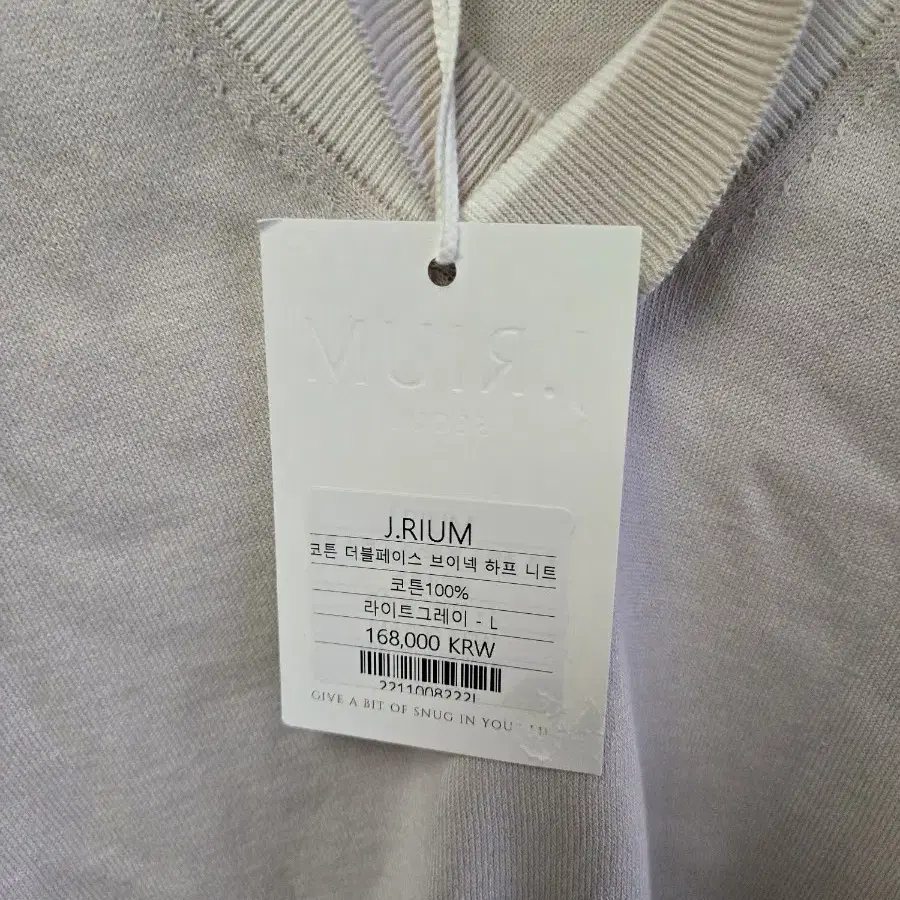 J.RIUM
코튼 더블페이스 브이넥 하프 니트
코튼100%
라이트그레이 - L
168,000 KRW
2211008222L
GIVE A BIT OF SNUG IN